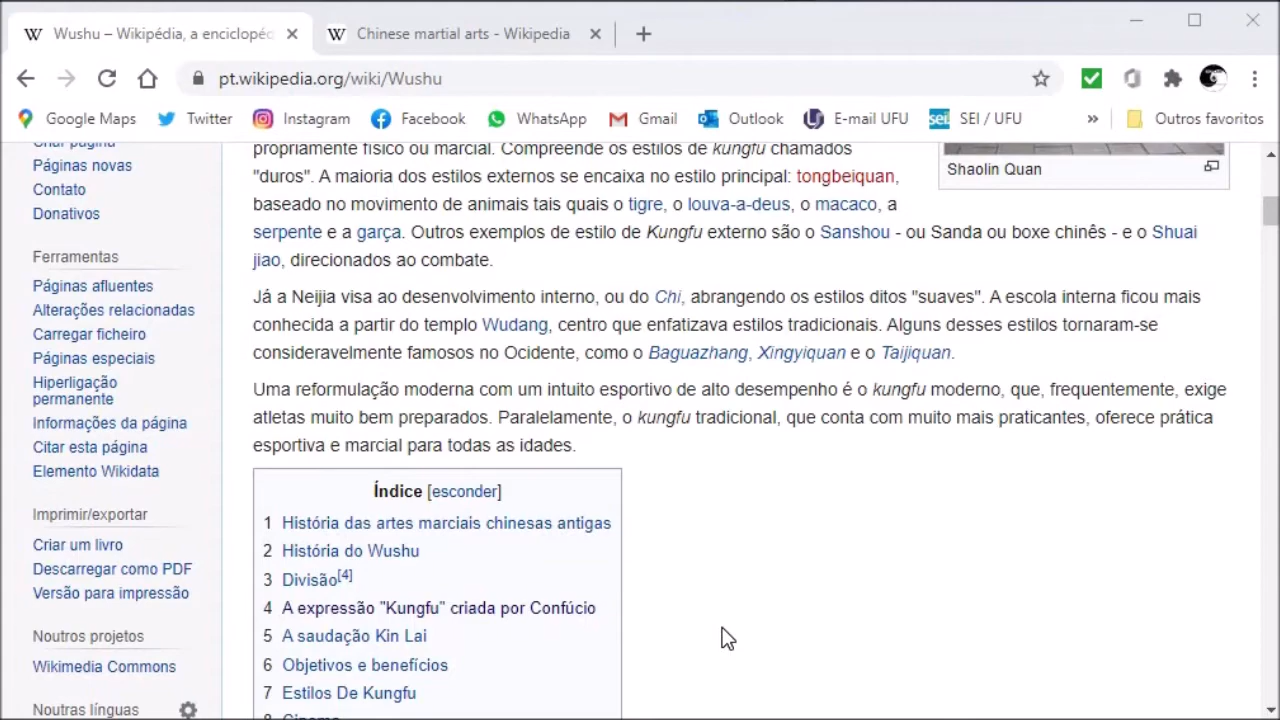 Wushu – Wikipédia, a enciclopéd
Chinese martial arts - Wikipedia
pt.wikipedia.org/wiki/Wushu
Google Maps
Twitter
Instagram
Facebook
WhatsApp
Gmail
Outlook
E-mail UFU
sei! SEI / UFU
»
Outros favoritos
Criar página
Páginas novas
Contato
Donativos
Ferramentas
Páginas afluentes
Alterações relacionadas
Carregar ficheiro
Páginas especiais
Hiperligação
permanente
Informações da página
Citar esta página
Elemento Wikidata
Imprimir/exportar
Criar um livro
Descarregar como PDF
Versão para impressão
Noutros projetos
Wikimedia Commons
Noutras línguas
propriamente físico ou marcial. Compreende os estilos de kungfu chamados
"duros". A maioria dos estilos externos se encaixa no estilo principal: tongbeiquan,
baseado no movimento de animais tais quais o tigre, o louva-a-deus, o macaco, a
serpente e a garça. Outros exemplos de estilo de Kungfu externo são o Sanshou - ou Sanda ou boxe chinês - e o Shuai
jiao, direcionados ao combate.
Shaolin Quan
Já a Neijia visa ao desenvolvimento interno, ou do Chi, abrangendo os estilos ditos "suaves". A escola interna ficou mais
conhecida a partir do templo Wudang, centro que enfatizava estilos tradicionais. Alguns desses estilos tornaram-se
consideravelmente famosos no Ocidente, como o Baguazhang, Xingyiquan e o Taijiquan.
Uma reformulação moderna com um intuito esportivo de alto desempenho é o kungfu moderno, que, frequentemente, exige
atletas muito bem preparados. Paralelamente, o kungfu tradicional, que conta com muito mais praticantes, oferece prática
esportiva e marcial para todas as idades.
Índice [esconder]
1 História das artes marciais chinesas antigas
2 História do Wushu
3 Divisão[4]
4 A expressão "Kungfu" criada por Confúcio
5 A saudação Kin Lai
6 Objetivos e benefícios
7 Estilos De Kungfu
8 Cinema